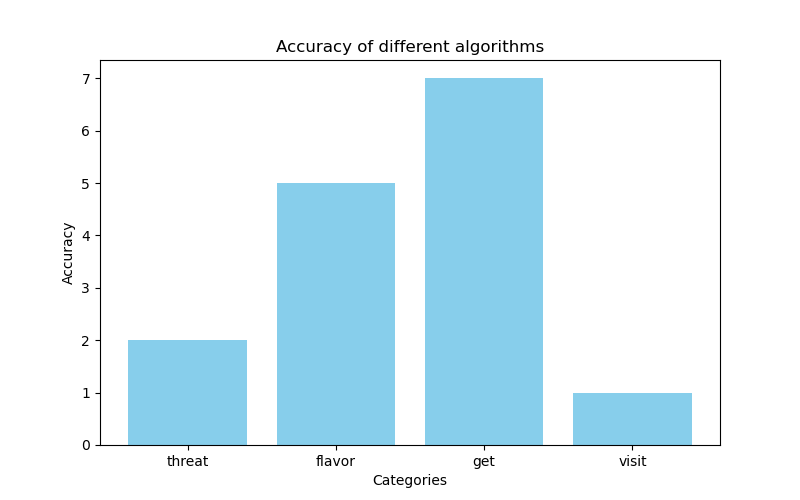 Accuracy of different algorithms
Accuracy
7
6
5
4
3
2
1
0
threat flavor get visit
Categories